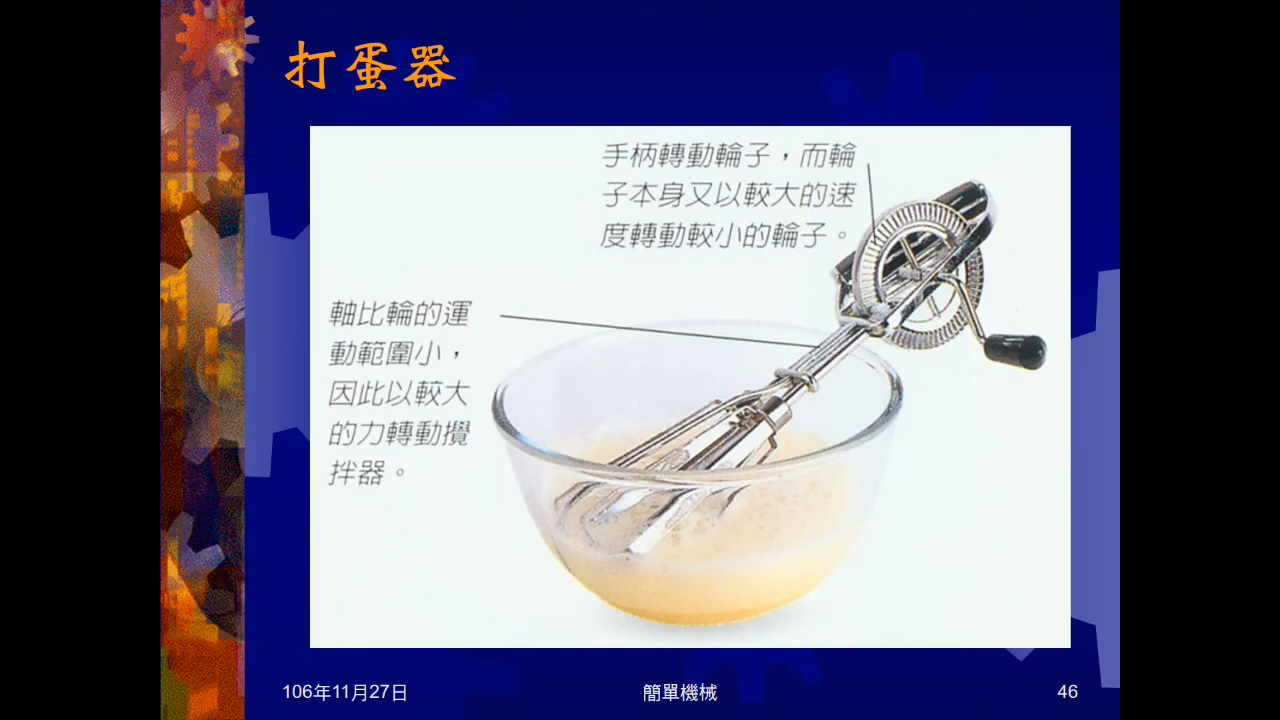 打蛋器
手柄轉動輪子，而輪
子本身又以較大的速
度轉動較小的輪子。
軸比輪的運
動範圍小，
因此以較大
的力轉動攪
拌器。
106年11月27日
簡單機械
46